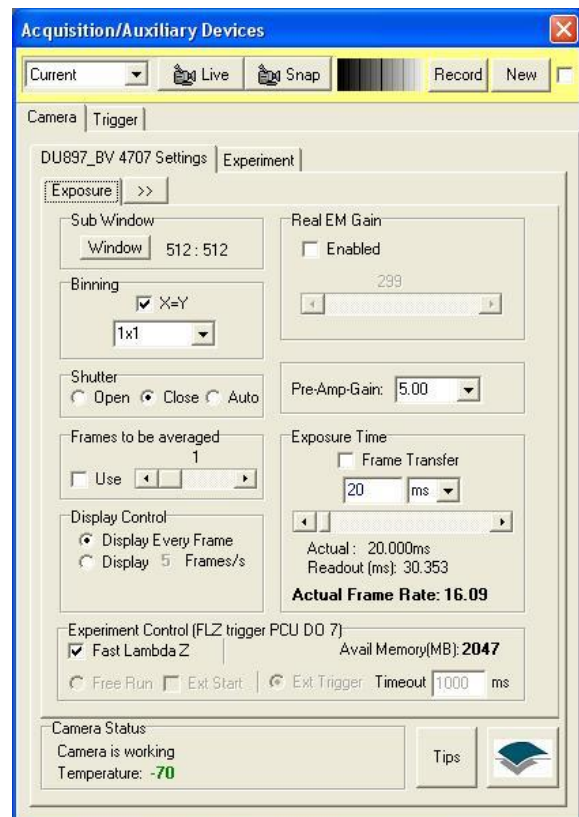 Acquisition/Auxiliary Devices
Current Live Snap Record New
Camera Trigger
DU897_BV 4707 Settings Experiment
Exposure >>
Sub Window
Window 512 : 512
Binning
X=Y
1x1
Shutter
Open Close Auto
Frames to be averaged
1
Use
Display Control
Display Every Frame
Display 5 Frames/s
Real EM Gain
Enabled
299
Pre-Amp-Gain: 5.00
Exposure Time
Frame Transfer
20 ms
Actual : 20.000ms
Readout (ms): 30.353
Actual Frame Rate: 16.09
Experiment Control (FLZ trigger PCU DO 7)
Fast Lambda Z Avail Memory(MB): 2047
Free Run Ext Start Ext Trigger Timeout 1000 ms
Camera Status
Camera is working
Temperature: -70
Tips